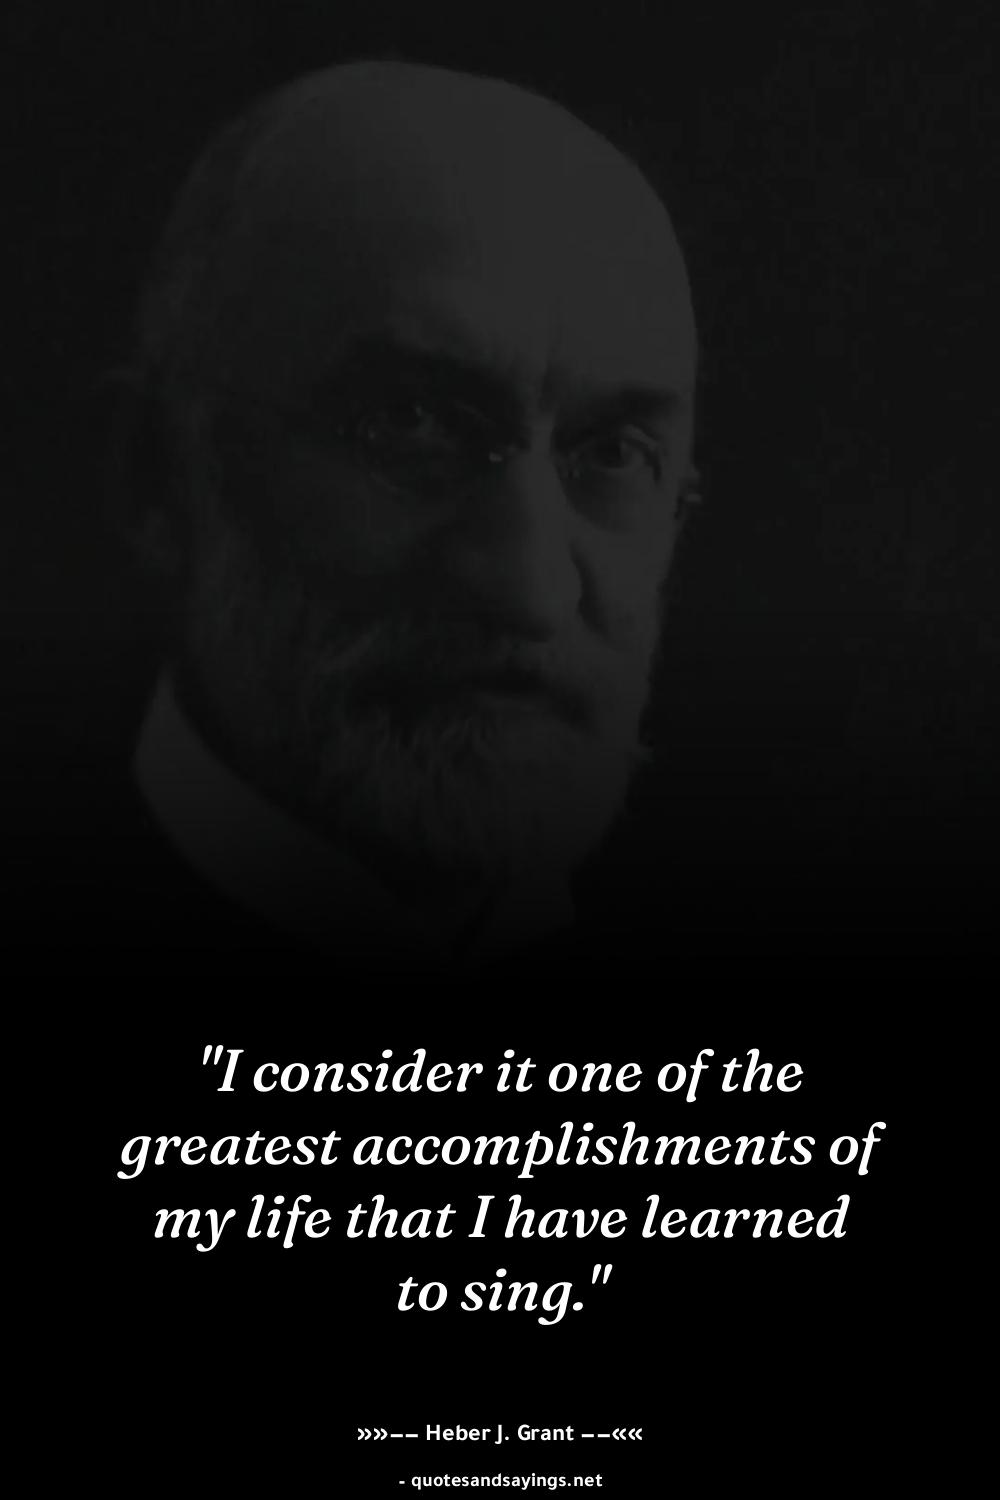 "I consider it one of the
greatest accomplishments of
my life that I have learned
to sing."
»»−− Heber J. Grant −−««
- quotesandsayings.net